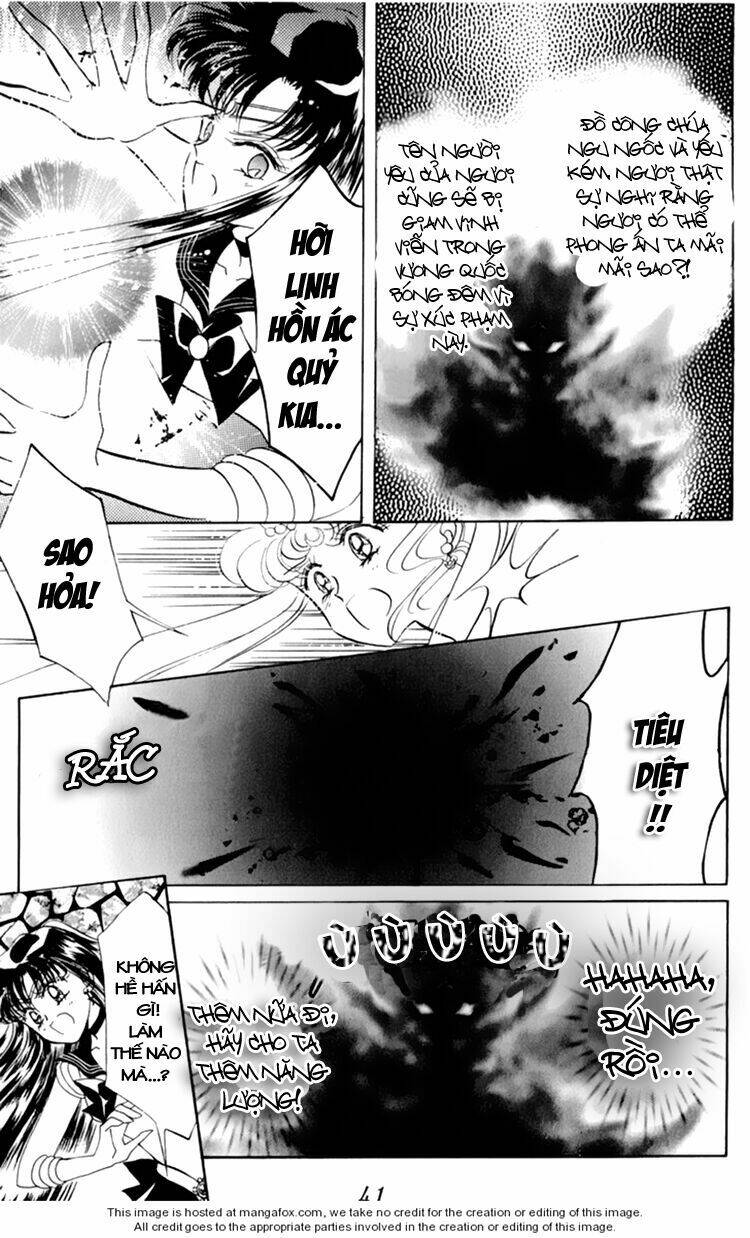 ĐỒ CÔNG CHÚA
NGU NGỐC VÀ YẾU
KÉM. NGƯƠI THẬT
SỰ NGHĨ RẰNG
NGƯƠI CÓ THỂ
PHONG ẤN TA MÃI
MÃI SAO?!
TÊN NGƯỜI
YÊU CỦA NGƯƠI
CŨNG SẼ BỊ
GIAM VĨNH
VIỄN TRONG
VƯƠNG QUỐC
BÓNG ĐÊM VÌ
SỰ XÚC PHẠM
NÀY.
HỠI
LINH
HỒN ÁC
QUỶ
KIA...
SAO
HỎA!
TIÊU
DIỆT
!!
RẮC
HAHAHA,
ĐÚNG
RỒI...
Ù Ù Ù Ù Ù
THÊM NỮA ĐI,
HÃY CHO TA
THÊM NĂNG
LƯỢNG!
KHÔNG
HỀ HẤN
GÌ!
LÀM
THẾ NÀO
MÀ...?
41
This image is hosted at mangafox.com, we take no credit for the creation or editing of this image.
All credit goes to the appropriate parties involved in the creation or editing of this image.